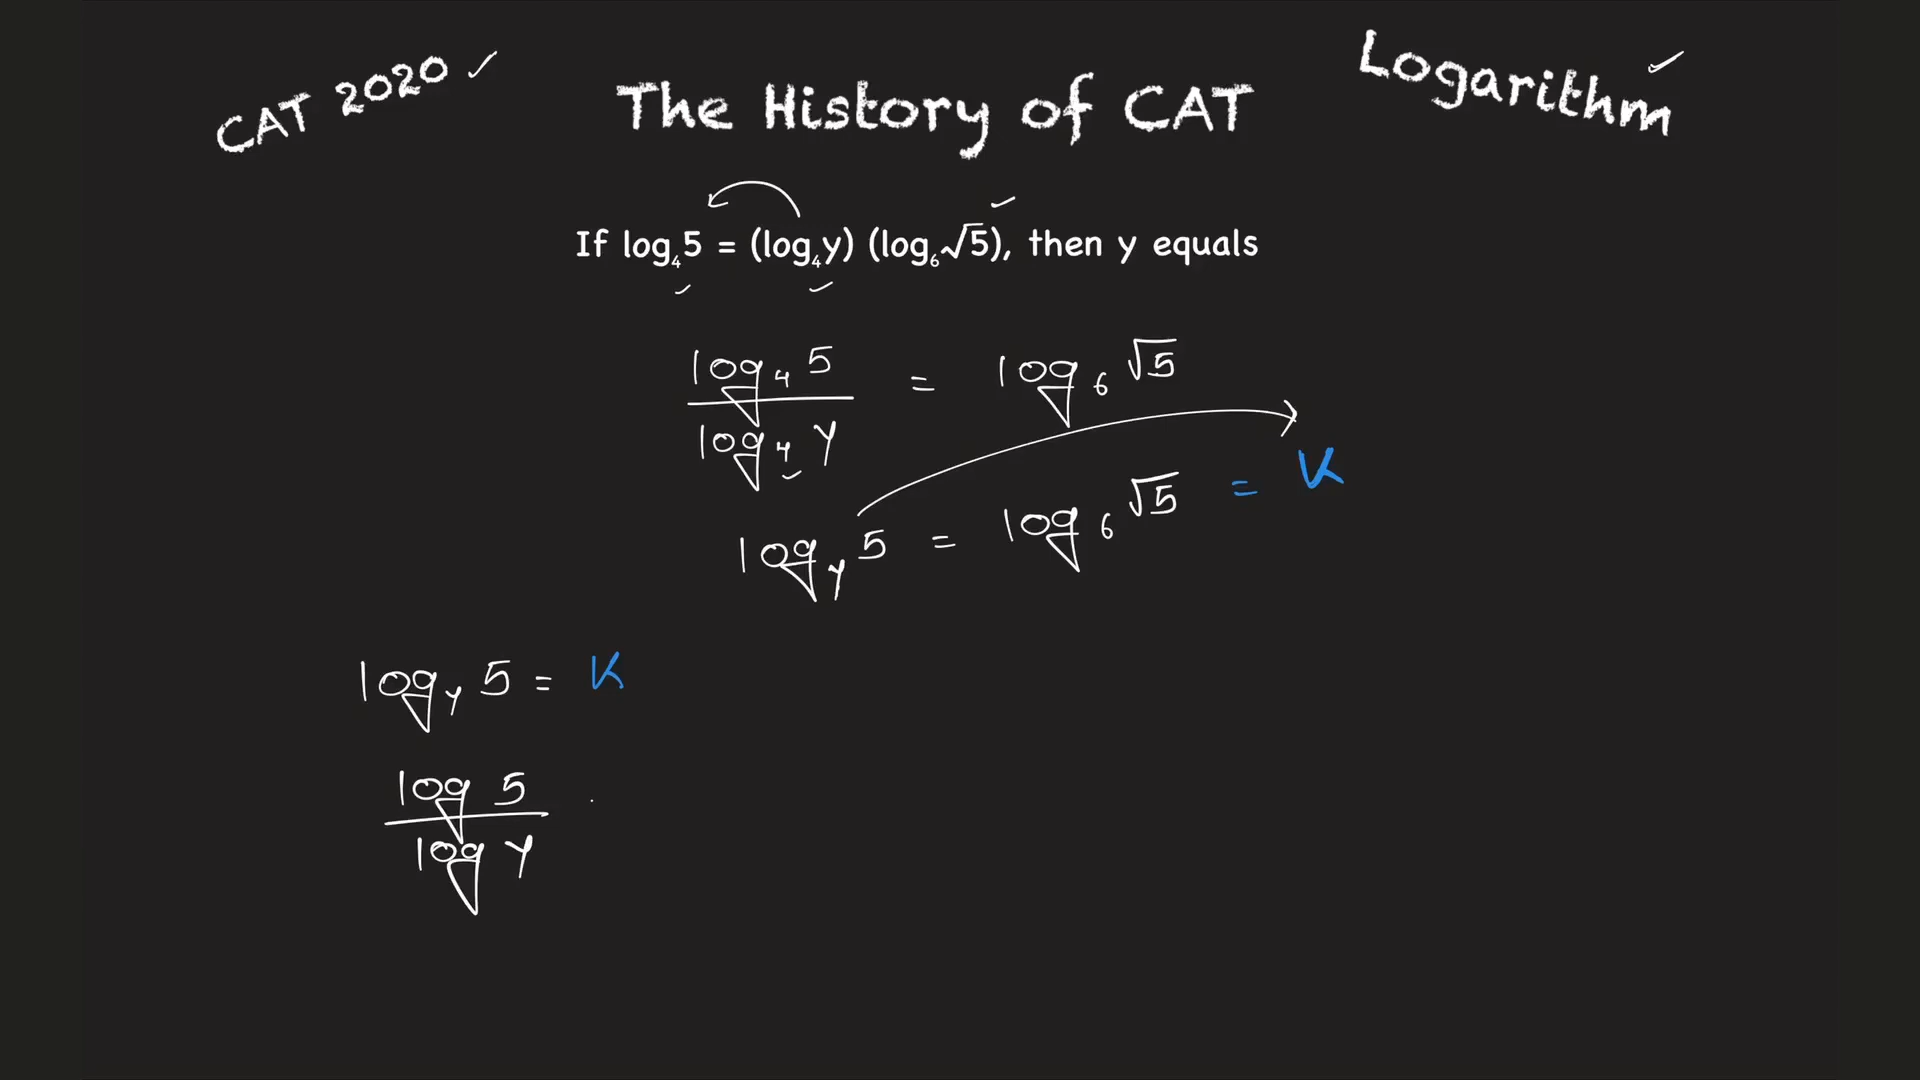 CAT 2020 ✓ The History of CAT Logarithm ✓
If log₄5 = (log₄y) (log₆√5), then y equals
log₄ 5 / log₄ y = log₆ √5
log_y 5 = log₆ √5 = K
log_y 5 = K
log 5 / log y